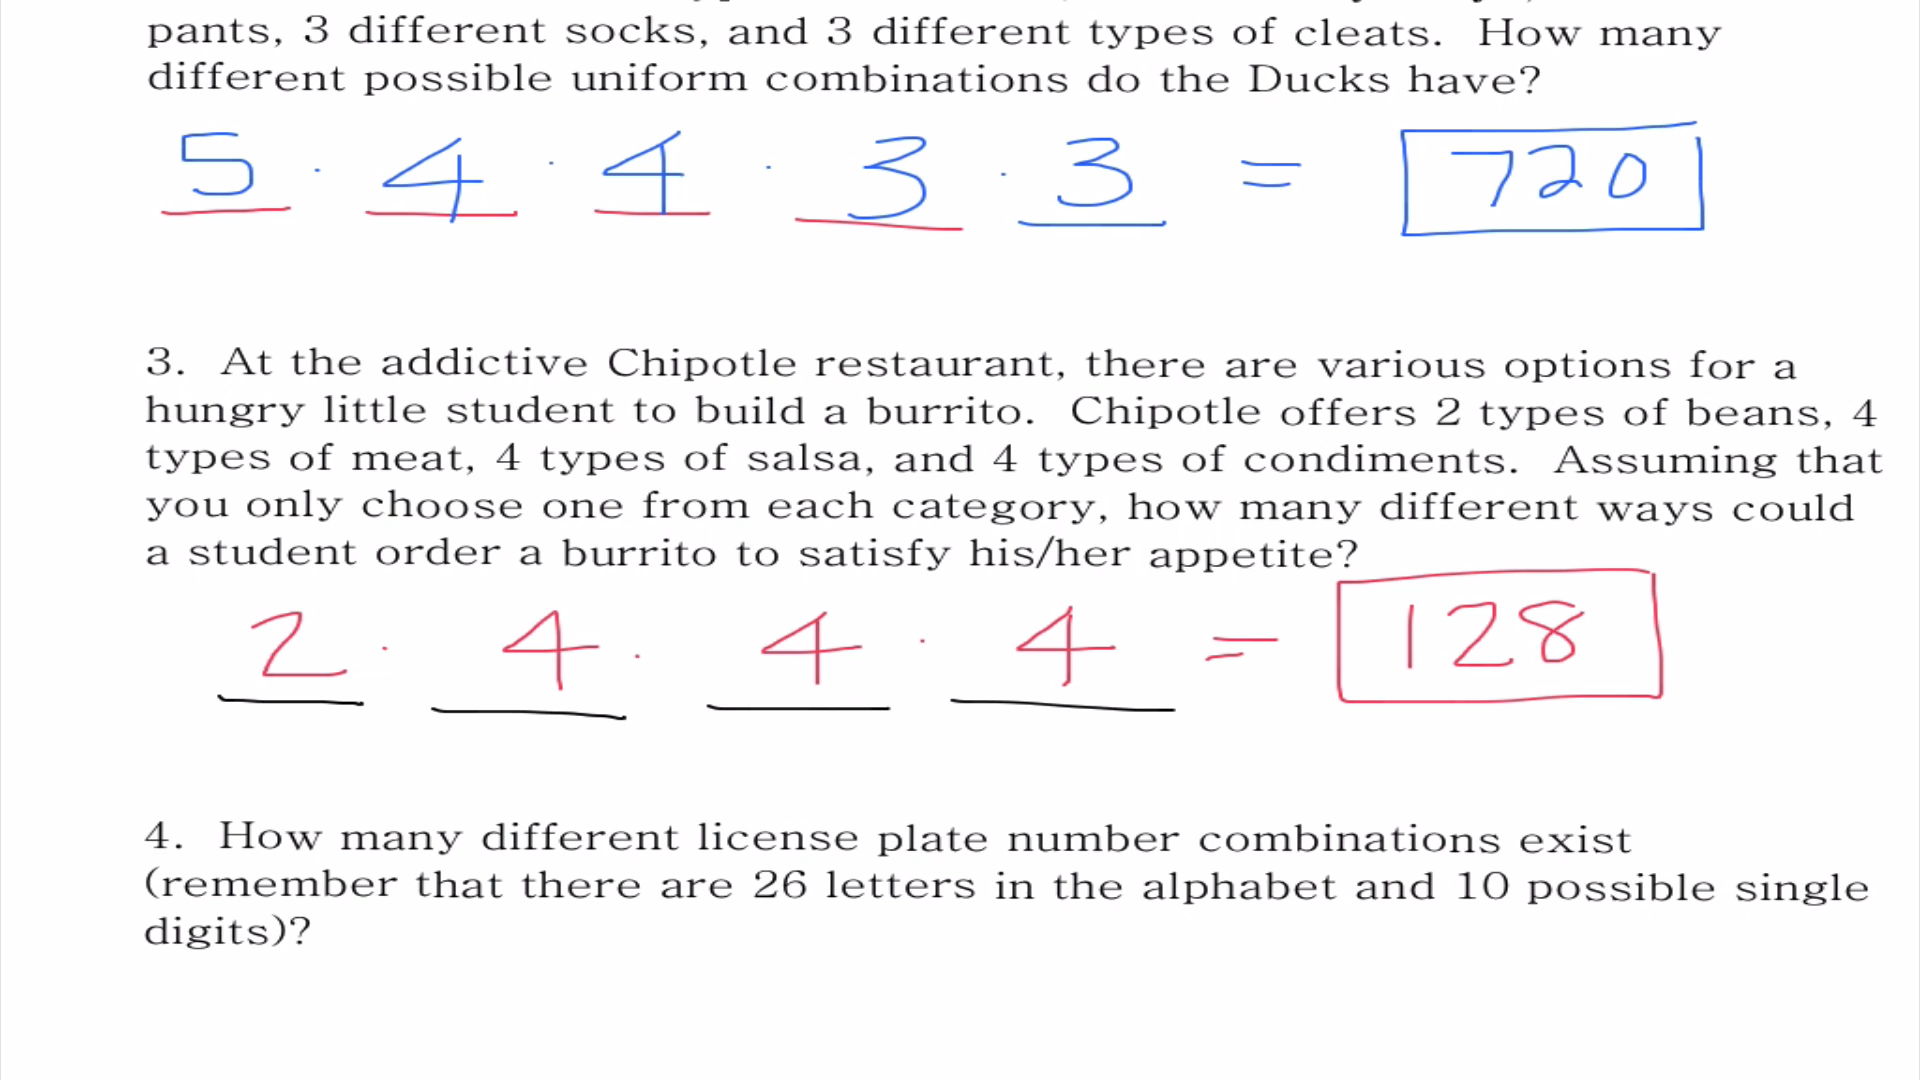 pants, 3 different socks, and 3 different types of cleats. How many
different possible uniform combinations do the Ducks have?
5 · 4 · 4 · 3 · 3 = 720
3. At the addictive Chipotle restaurant, there are various options for a
hungry little student to build a burrito. Chipotle offers 2 types of beans, 4
types of meat, 4 types of salsa, and 4 types of condiments. Assuming that
you only choose one from each category, how many different ways could
a student order a burrito to satisfy his/her appetite?
2 · 4 · 4 · 4 = 128
4. How many different license plate number combinations exist
(remember that there are 26 letters in the alphabet and 10 possible single
digits)?